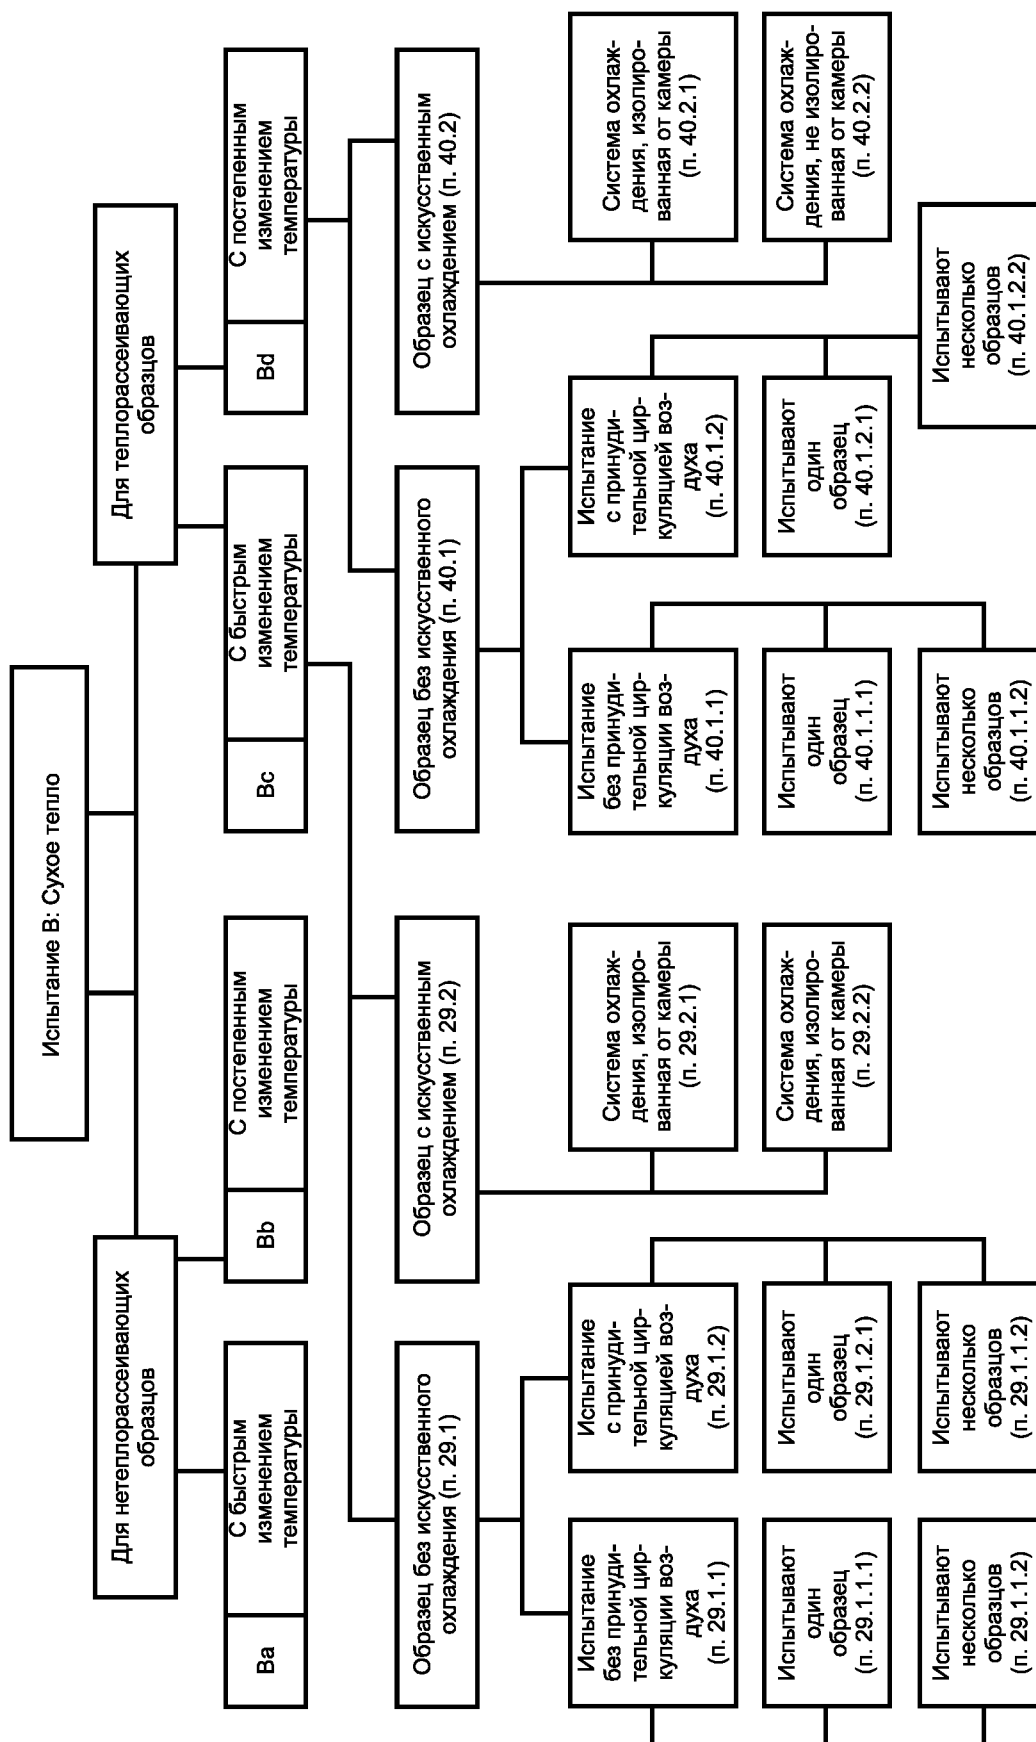 Испытание В: Сухое тепло
Для нетеплорассеивающих
образцов
Для теплорассеивающих
образцов
Ва
С быстрым
изменением
температуры
Bb
С постепенным
изменением
температуры
Вс
С быстрым
изменением
температуры
Bd
С постепенным
изменением
температуры
Образец без искусственного
охлаждения (п. 29.1)
Образец с искусственным
охлаждением (п. 29.2)
Образец без искусственного
охлаждения (п. 40.1)
Образец с искусственным
охлаждением (п. 40.2)
Испытание
без принуди-
тельной цир-
куляции воз-
духа
(п. 29.1.1)
Испытание
с принуди-
тельной цир-
куляцией воз-
духа
(п. 29.1.2)
Система охлаж-
дения, изолиро-
ванная от камеры
(п. 29.2.1)
Испытание
без принуди-
тельной цир-
куляции воз-
духа
(п. 40.1.1)
Испытание
с принуди-
тельной цир-
куляцией воз-
духа
(п. 40.1.2)
Система охлаж-
дения, изолиро-
ванная от камеры
(п. 40.2.1)
Испытывают
один
образец
(п. 29.1.1.1)
Испытывают
один
образец
(п. 29.1.2.1)
Система охлаж-
дения, изолиро-
ванная от камеры
(п. 29.2.2)
Испытывают
один
образец
(п. 40.1.1.1)
Испытывают
один
образец
(п. 40.1.2.1)
Система охлаж-
дения, не изолиро-
ванная от камеры
(п. 40.2.2)
Испытывают
несколько
образцов
(п. 29.1.1.2)
Испытывают
несколько
образцов
(п. 29.1.1.2)
Испытывают
несколько
образцов
(п. 40.1.1.2)
Испытывают
несколько
образцов
(п. 40.1.2.2)